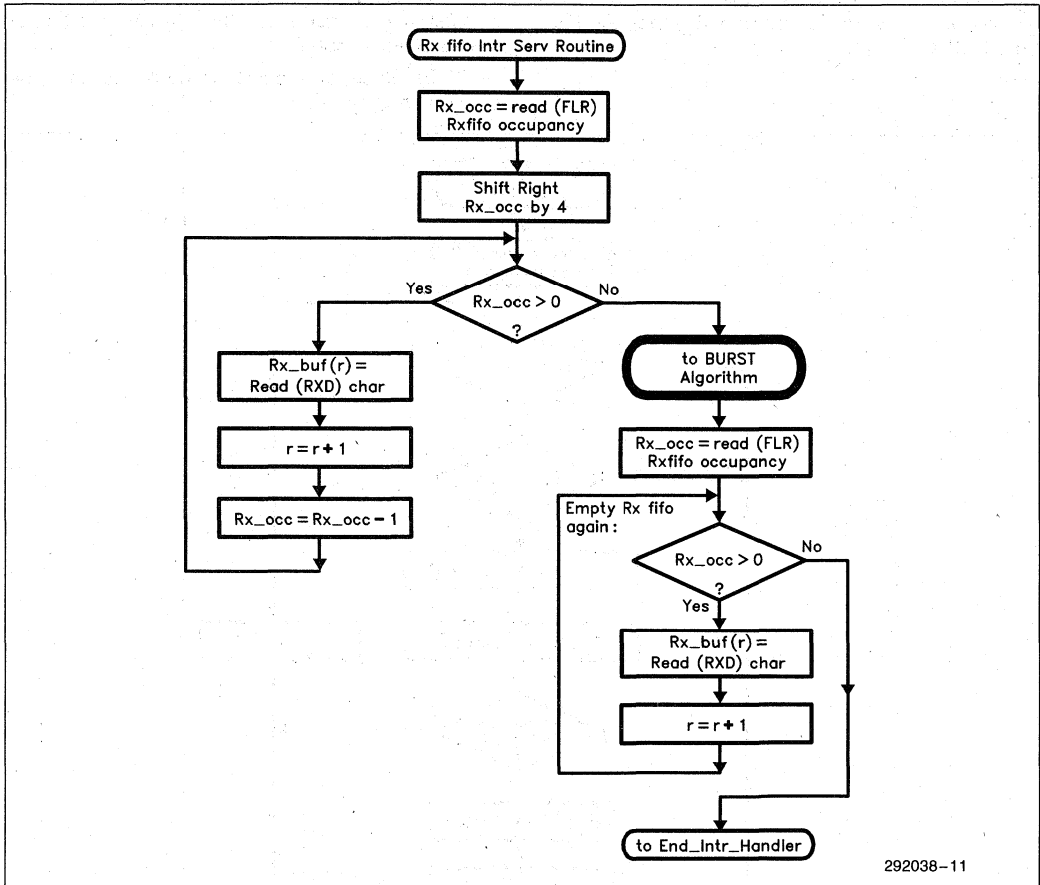 Rx fifo Intr Serv Routine
Rx_occ = read (FLR)
Rxfifo occupancy
Shift Right
Rx_occ by 4
Yes
Rx_occ > 0
?
No
Rx_buf(r) =
Read (RXD) char
r = r + 1
Rx_occ = Rx_occ - 1
to BURST
Algorithm
Rx_occ = read (FLR)
Rxfifo occupancy
Empty Rx fifo
again:
Rx_occ > 0
?
No
Yes
Rx_buf(r) =
Read (RXD) char
r = r + 1
to End_Intr_Handler
292038-11